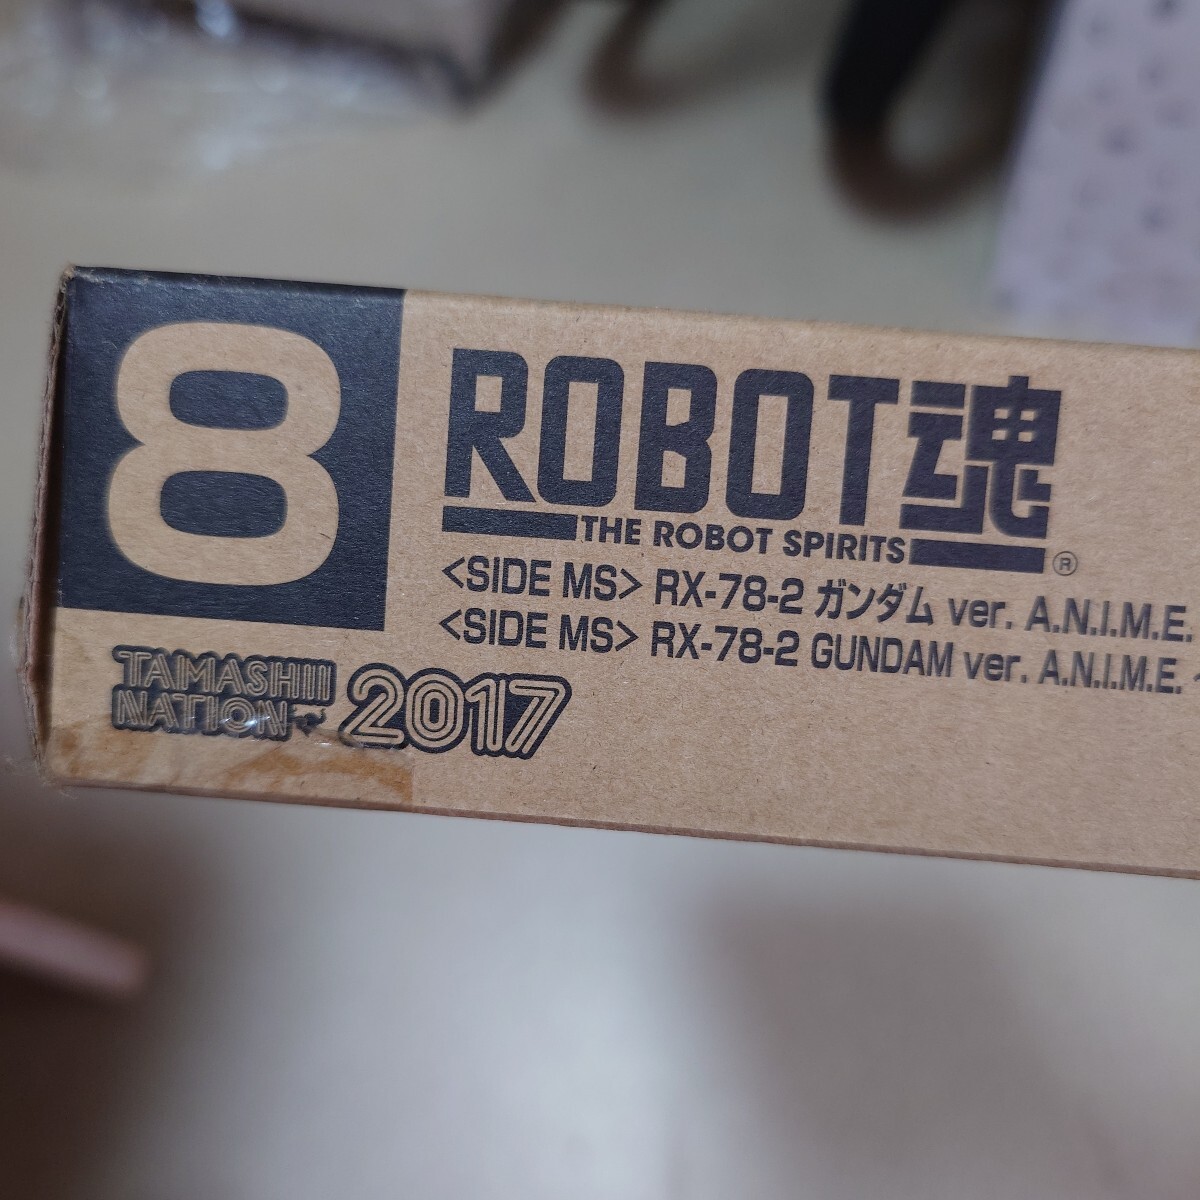 8
ROBOT魂
THE ROBOT SPIRITS ®
<SIDE MS> RX-78-2 ガンダム ver. A.N.I.M.E.
<SIDE MS> RX-78-2 GUNDAM ver. A.N.I.M.E. ~
TAMASHII
NATION 2017